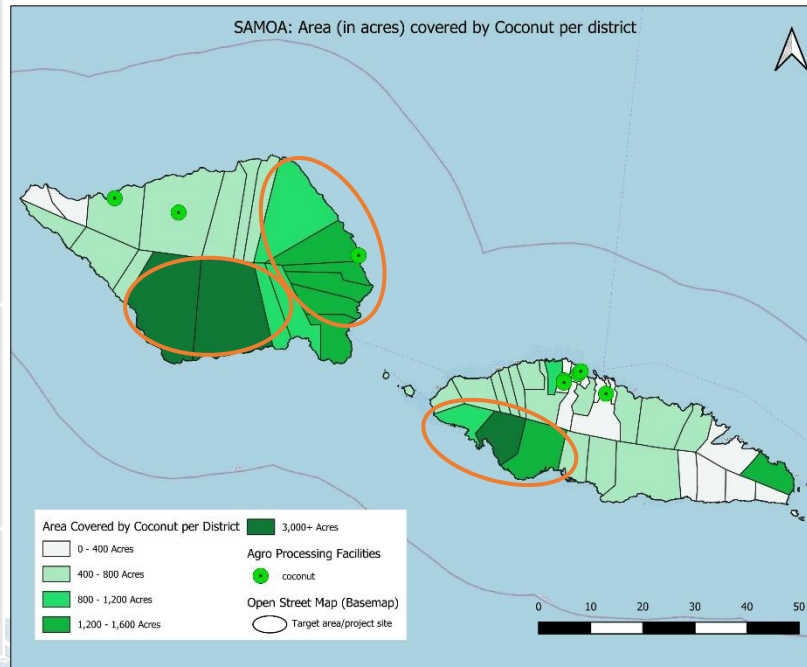 SAMOA: Area (in acres) covered by Coconut per district
Area Covered by Coconut per District
0 - 400 Acres
400 - 800 Acres
800 - 1,200 Acres
1,200 - 1,600 Acres
3,000+ Acres
Agro Processing Facilities
coconut
Open Street Map (Basemap)
Target area/project site
0 10 20 30 40 50